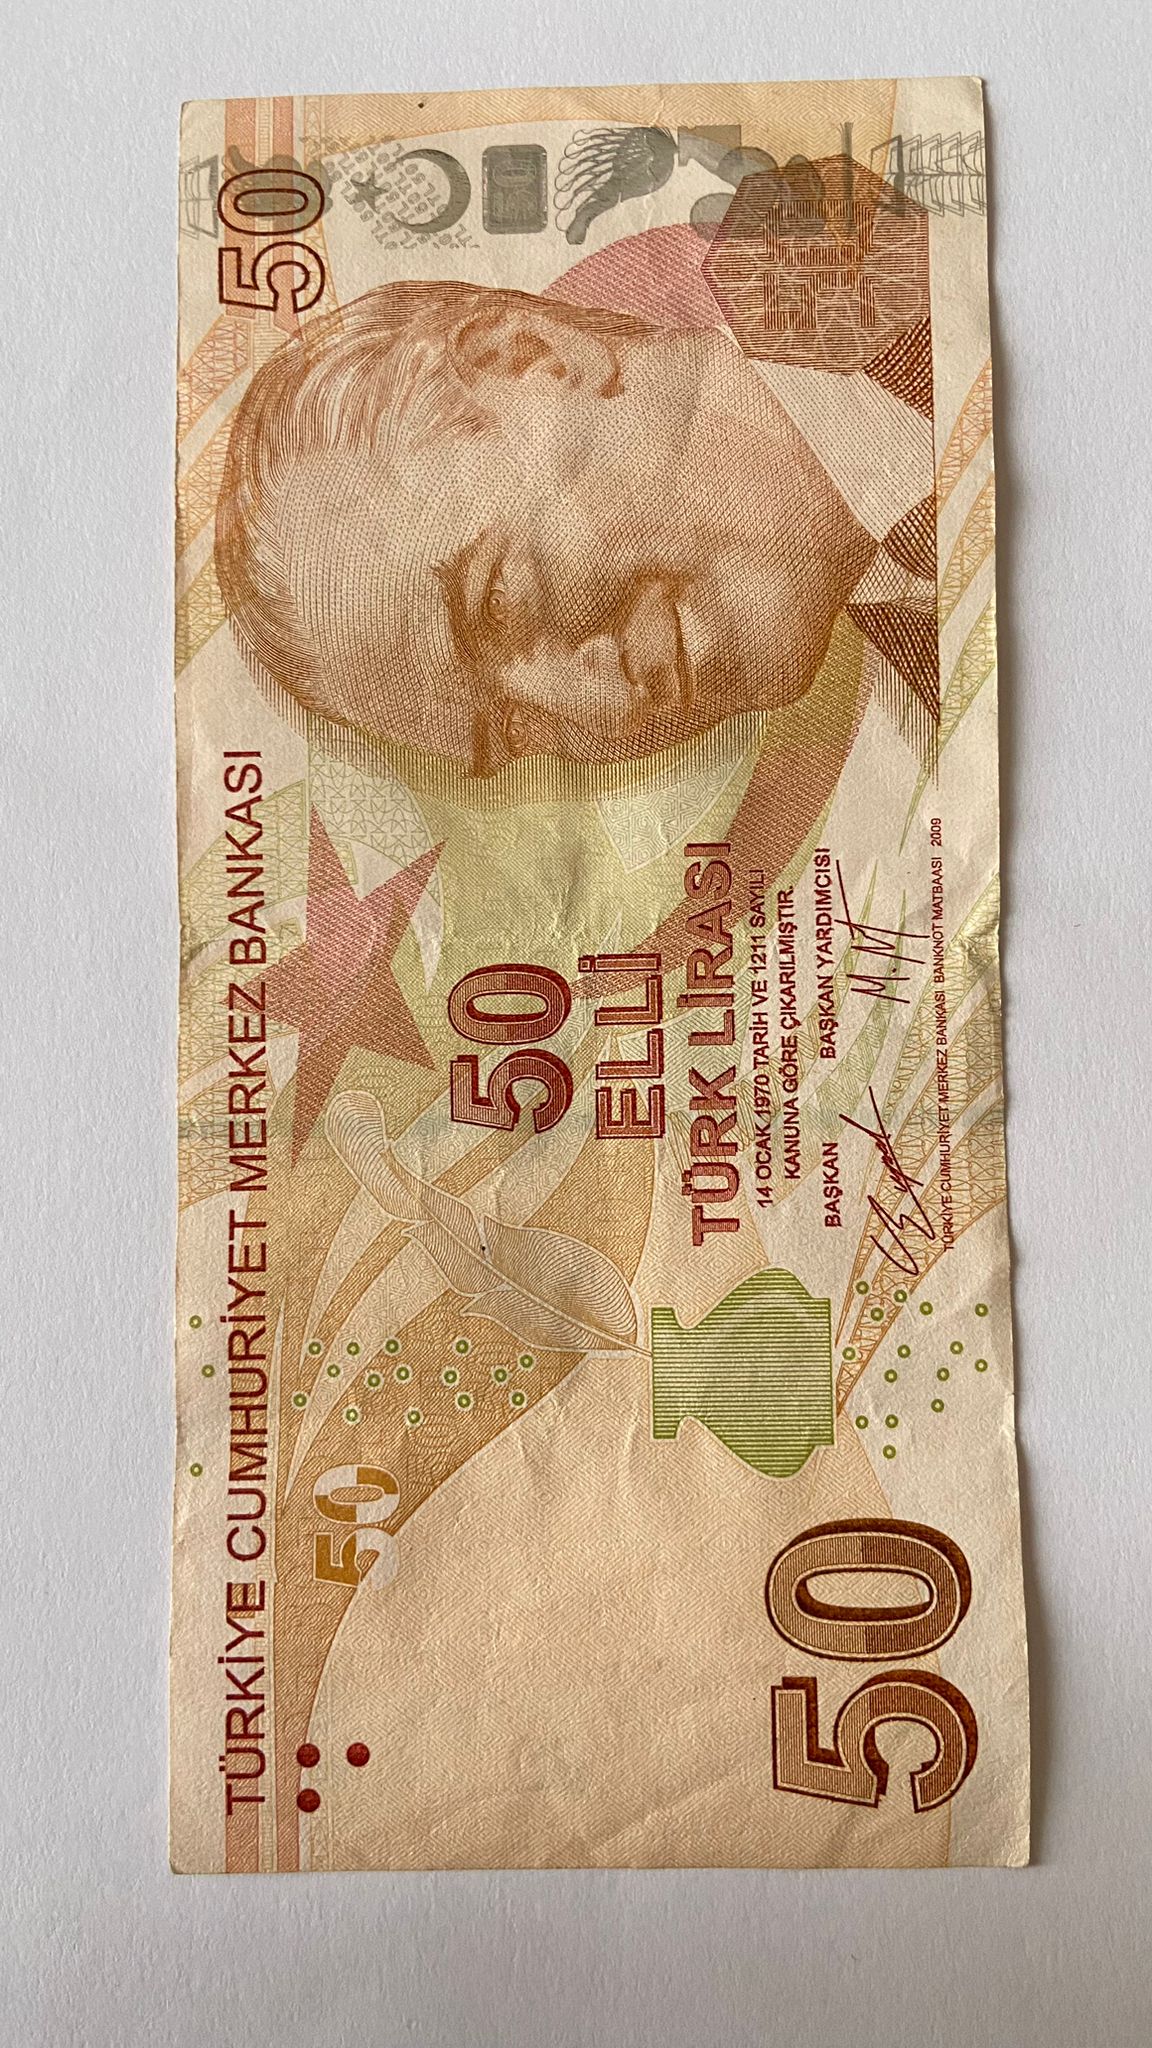 TÜRKİYE CUMHURİYET MERKEZ BANKASI
50
50
50
ELLİ
TÜRK LİRASI
14 OCAK 1970 TARİH VE 1211 SAYILI
KANUNA GÖRE ÇIKARILMIŞTIR.
BAŞKAN BAŞKAN YARDIMCISI
TÜRKİYE CUMHURİYET MERKEZ BANKASI BANKNOT MATBAASI 2009
50
50